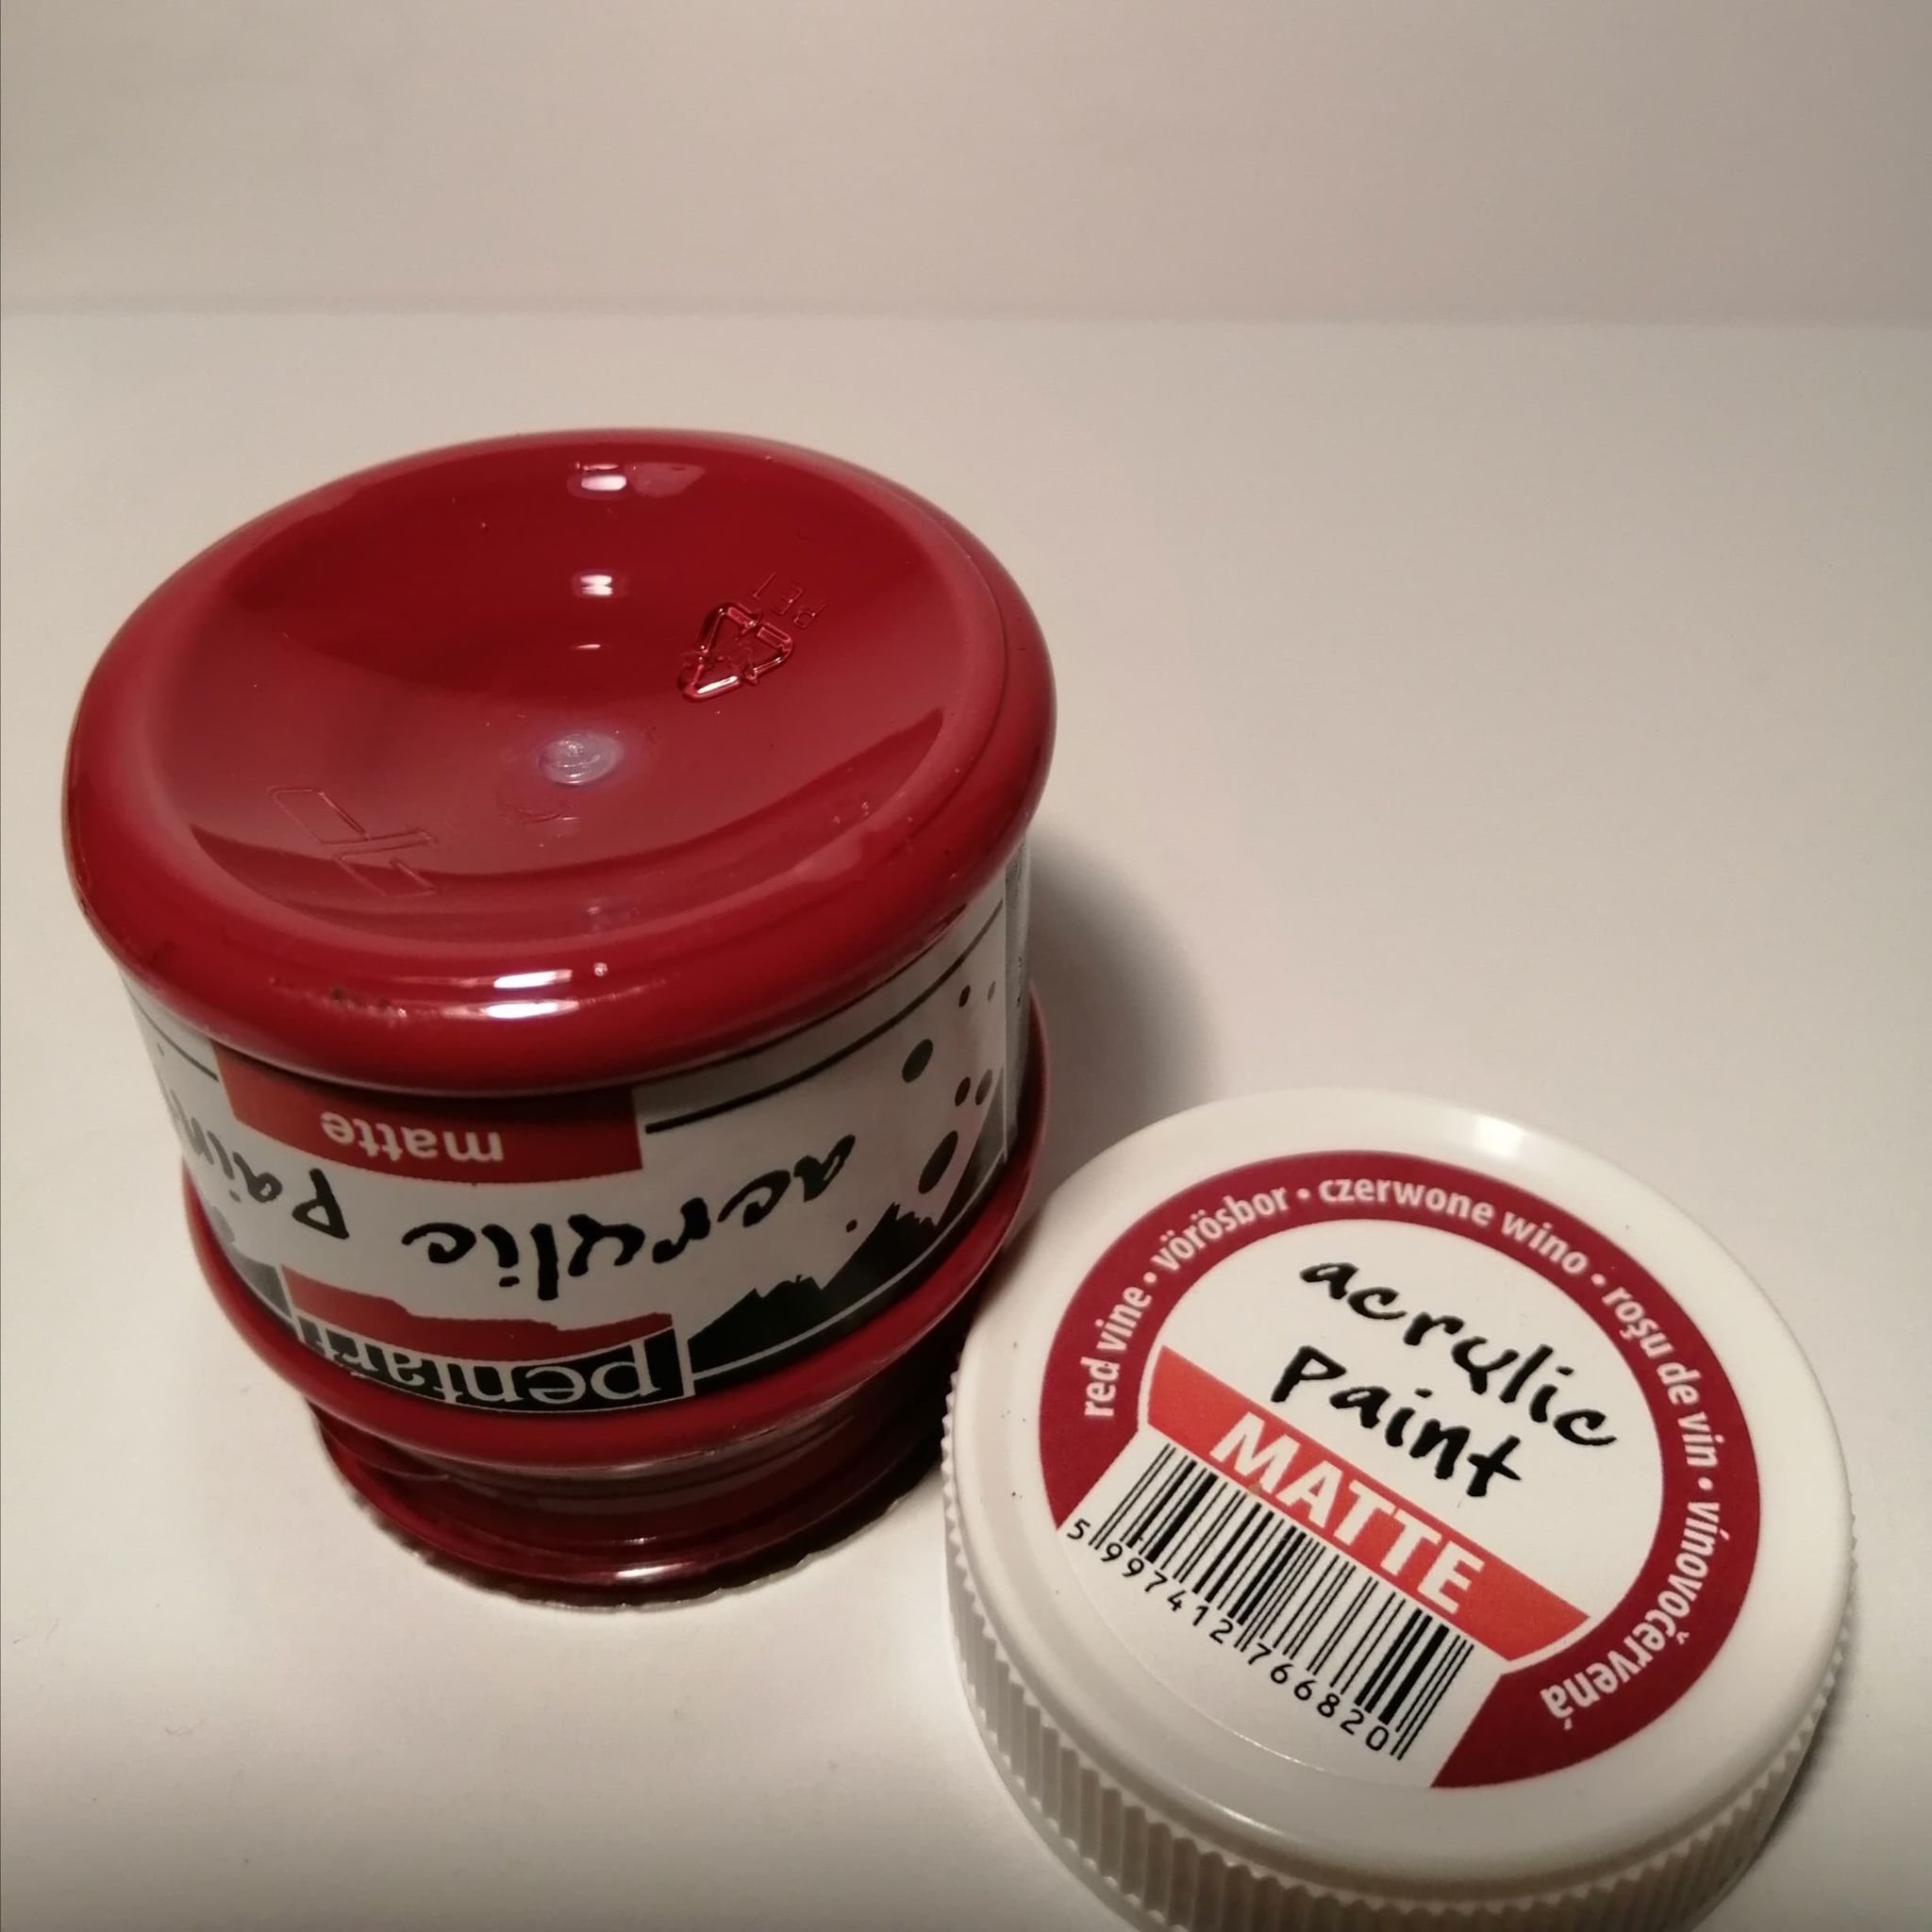 PET
matte
acrylic Paint
pentart
red vine • vörösbor • czerwone wino • roşu de vin • vínovočervená
acrylic
Paint
MATTE
5 997412 766820